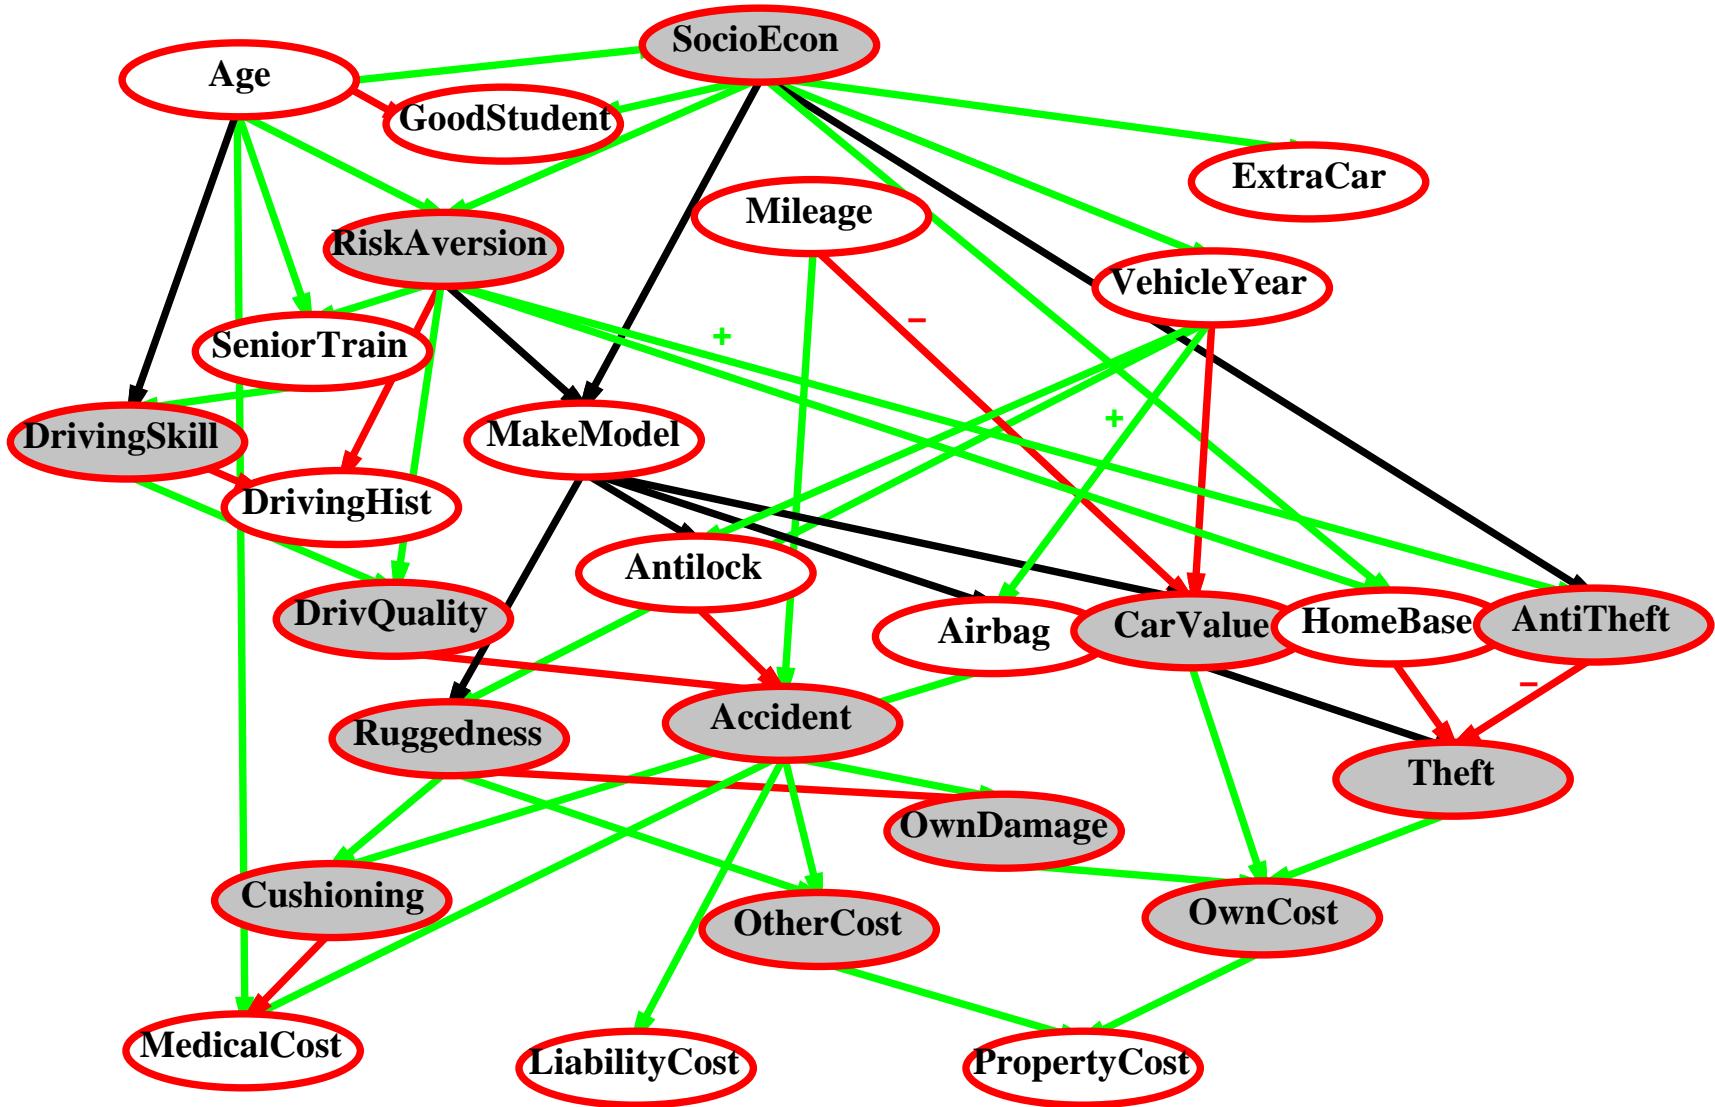 SocioEcon
Age
GoodStudent
ExtraCar
Mileage
RiskAversion
VehicleYear
−
+
SeniorTrain
+
DrivingSkill
MakeModel
DrivingHist
Antilock
DrivQuality
Airbag
CarValue
HomeBase
AntiTheft
−
Ruggedness
Accident
Theft
OwnDamage
Cushioning
OtherCost
OwnCost
MedicalCost
LiabilityCost
PropertyCost